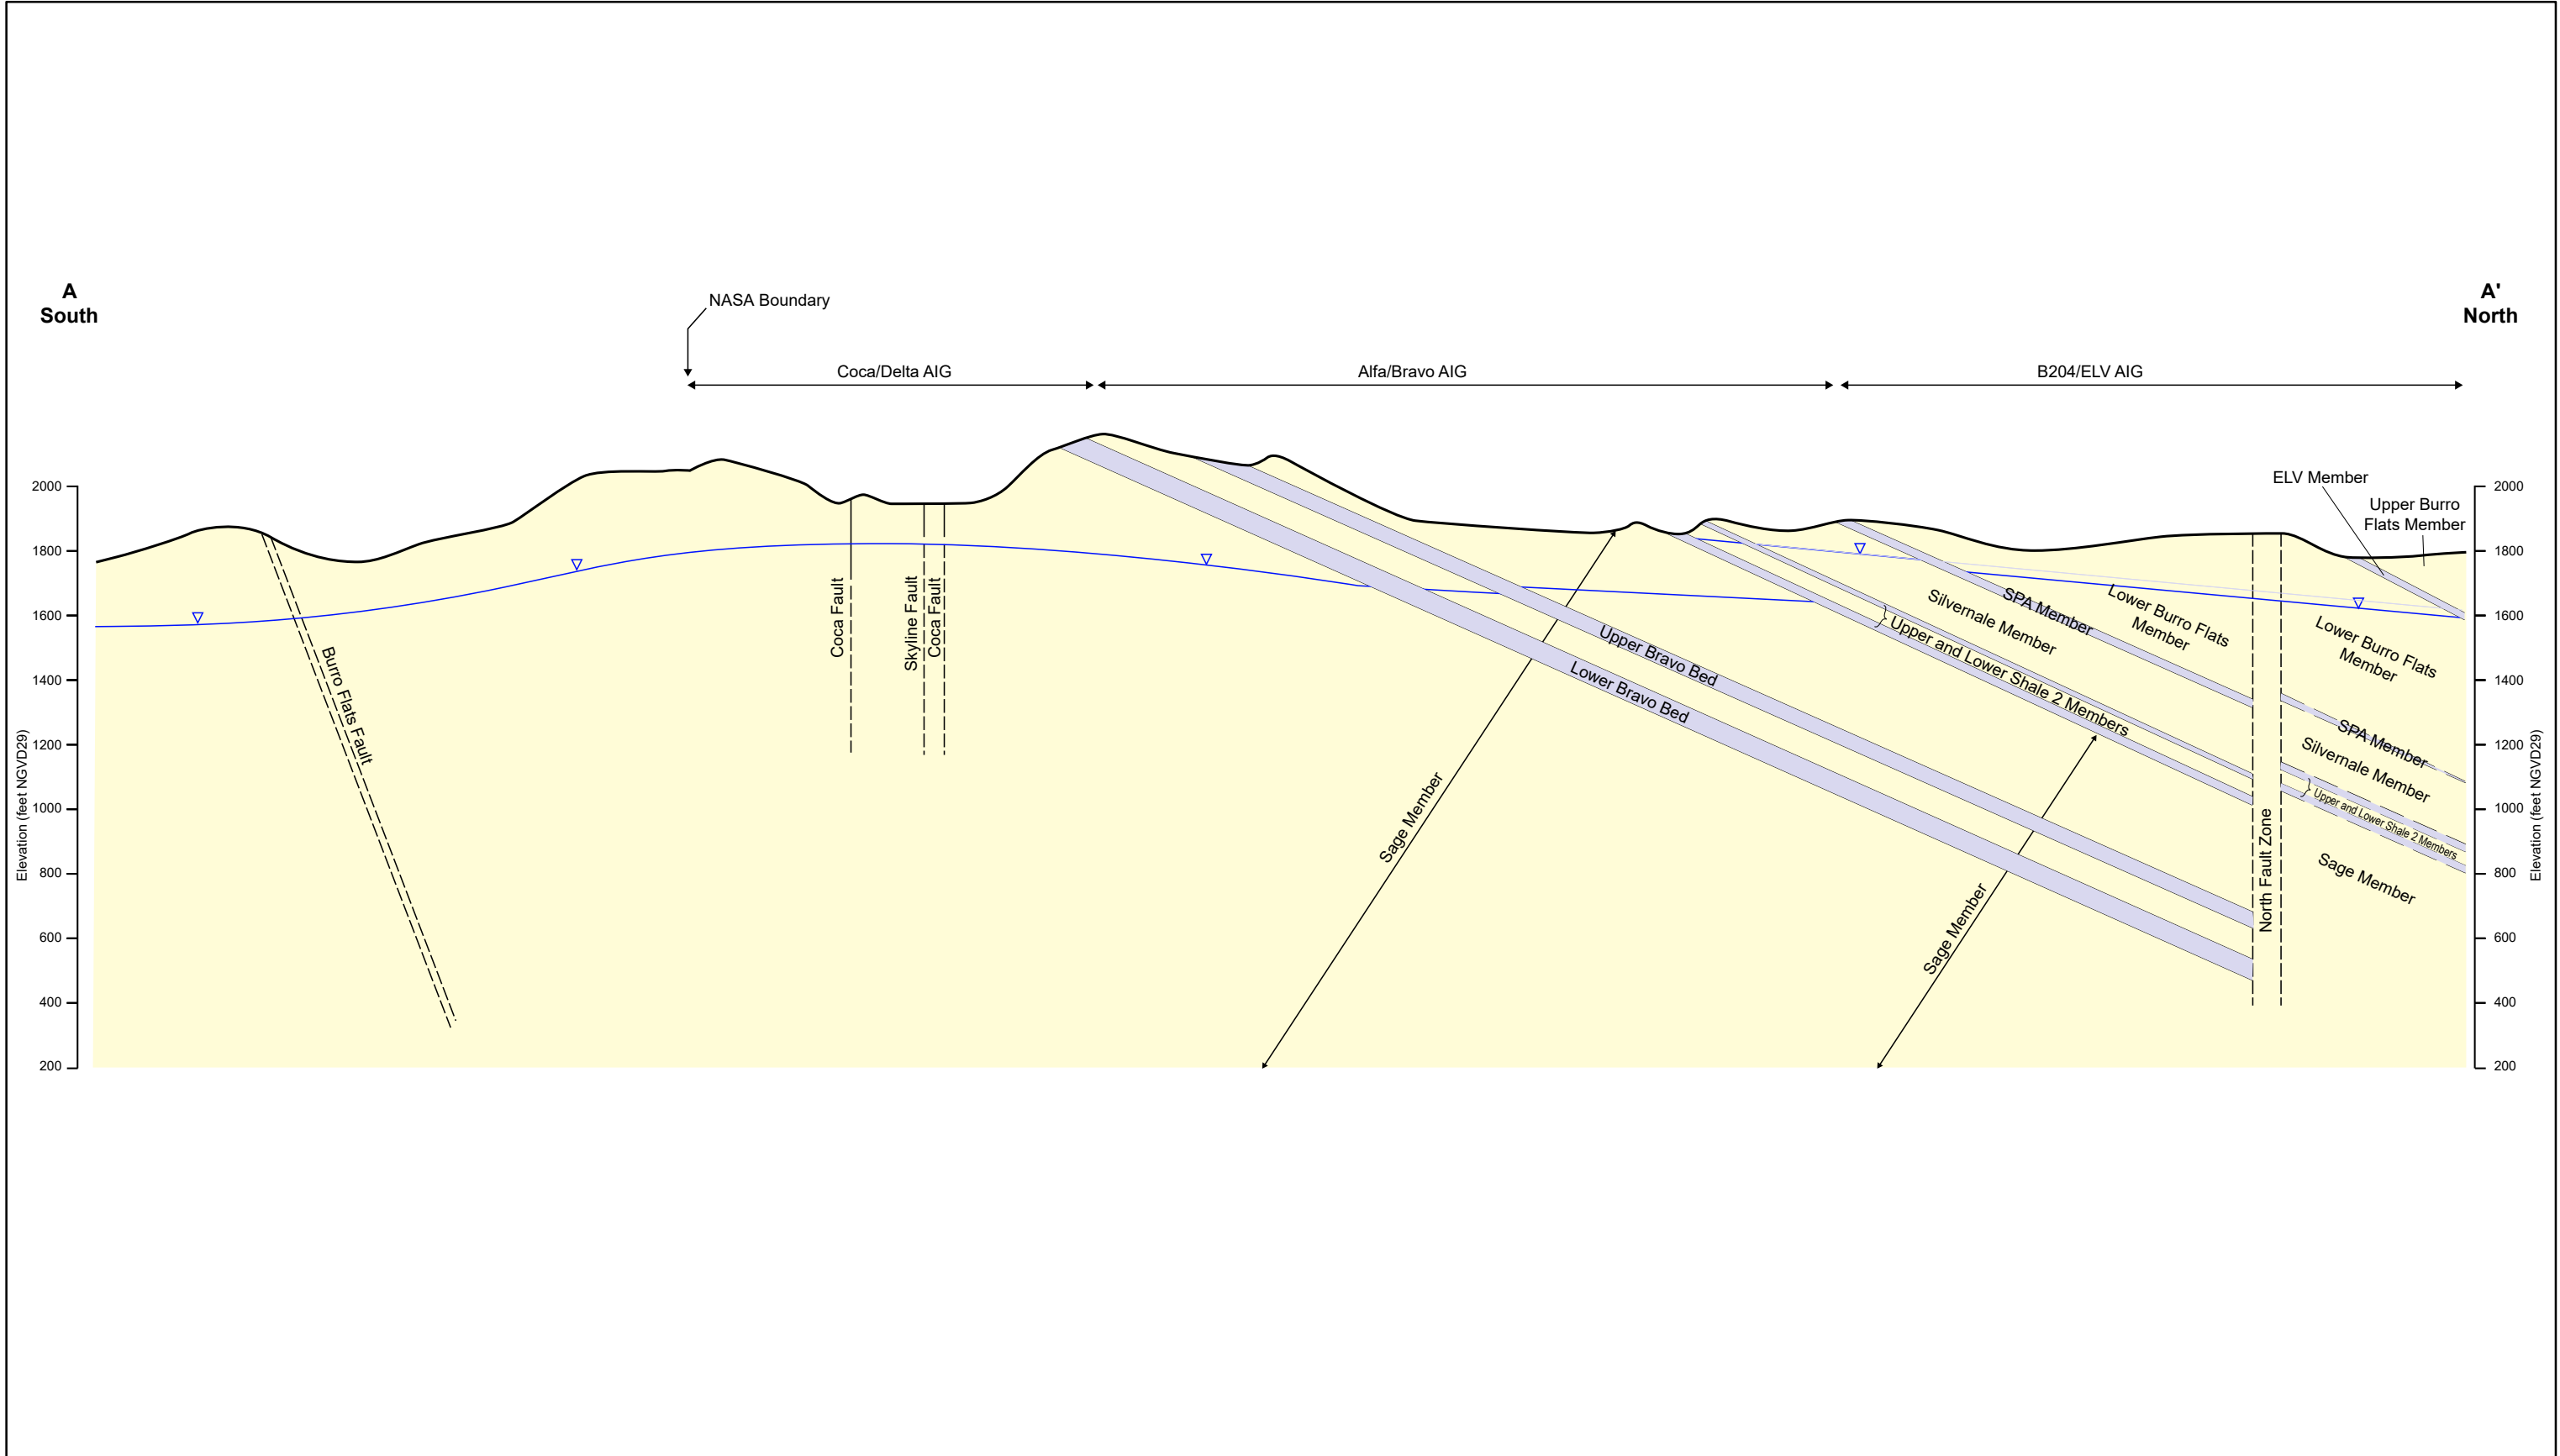 A
South
A'
North
NASA Boundary
Coca/Delta AIG
Alfa/Bravo AIG
B204/ELV AIG
ELV Member
Upper Burro
Flats Member
2000
1800
1600
1400
1200
1000
800
600
400
200
Elevation (feet NGVD29)
Burro Flats Fault
Coca Fault
Skyline Fault
Coca Fault
Sage Member
Upper Bravo Bed
Lower Bravo Bed
Sage Member
Upper and Lower Shale 2 Members
Silvernale Member
SPA Member
Lower Burro Flats
Member
North Fault Zone
Lower Burro Flats
Member
SPA Member
Silvernale Member
Upper and Lower Shale 2 Members
Sage Member
2000
1800
1600
1400
1200
1000
800
600
400
200
Elevation (feet NGVD29)